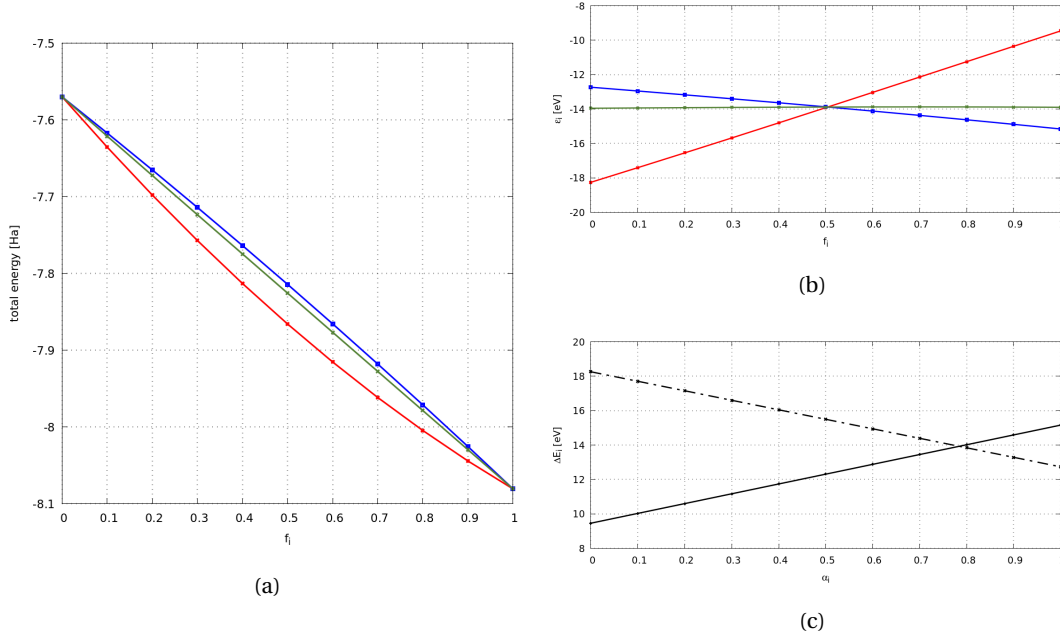 -7.5
-7.6
-7.7
-7.8
-7.9
-8
-8.1
total energy [Ha]
0 0.1 0.2 0.3 0.4 0.5 0.6 0.7 0.8 0.9 1
fᵢ
(a)
-8
-10
-12
-14
-16
-18
-20
εᵢ [eV]
0 0.1 0.2 0.3 0.4 0.5 0.6 0.7 0.8 0.9
fᵢ
(b)
20
18
16
14
12
10
8
ΔEᵢ [eV]
0 0.1 0.2 0.3 0.4 0.5 0.6 0.7 0.8 0.9
αᵢ
(c)